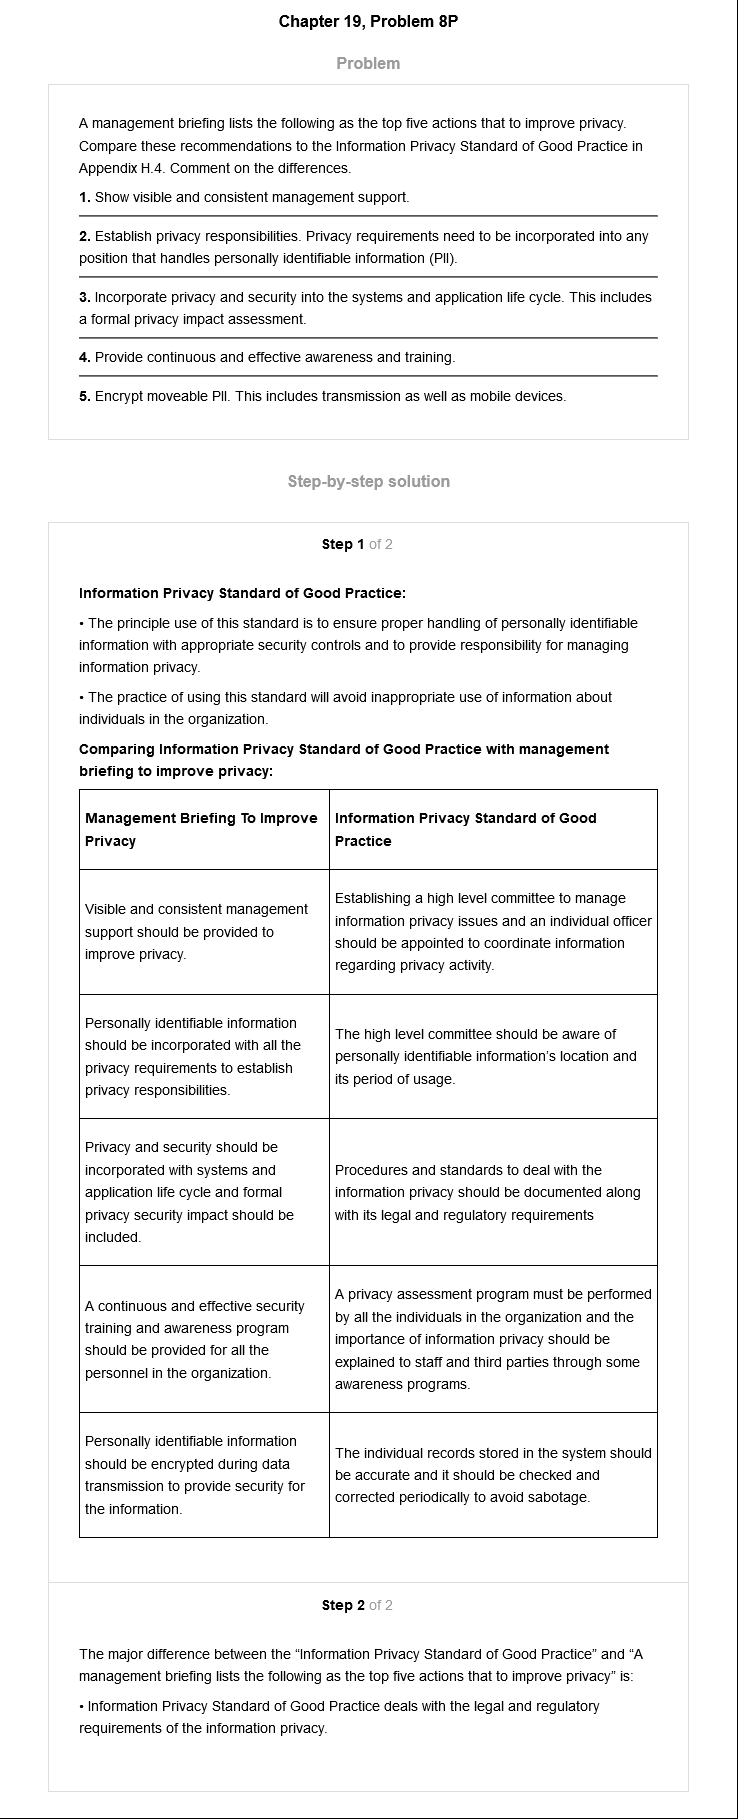 Chapter 19, Problem 8P
Problem
A management briefing lists the following as the top five actions that to improve privacy.
Compare these recommendations to the Information Privacy Standard of Good Practice in
Appendix H.4. Comment on the differences.
1. Show visible and consistent management support.
2. Establish privacy responsibilities. Privacy requirements need to be incorporated into any
position that handles personally identifiable information (PII).
3. Incorporate privacy and security into the systems and application life cycle. This includes
a formal privacy impact assessment.
4. Provide continuous and effective awareness and training.
5. Encrypt moveable PII. This includes transmission as well as mobile devices.
Step-by-step solution
Step 1 of 2
Information Privacy Standard of Good Practice:
• The principle use of this standard is to ensure proper handling of personally identifiable
information with appropriate security controls and to provide responsibility for managing
information privacy.
• The practice of using this standard will avoid inappropriate use of information about
individuals in the organization.
Comparing Information Privacy Standard of Good Practice with management
briefing to improve privacy:
Management Briefing To Improve
Privacy
Information Privacy Standard of Good
Practice
Visible and consistent management
support should be provided to
improve privacy.
Establishing a high level committee to manage
information privacy issues and an individual officer
should be appointed to coordinate information
regarding privacy activity.
Personally identifiable information
should be incorporated with all the
privacy requirements to establish
privacy responsibilities.
The high level committee should be aware of
personally identifiable information's location and
its period of usage.
Privacy and security should be
incorporated with systems and
application life cycle and formal
privacy security impact should be
included.
Procedures and standards to deal with the
information privacy should be documented along
with its legal and regulatory requirements
A continuous and effective security
training and awareness program
should be provided for all the
personnel in the organization.
A privacy assessment program must be performed
by all the individuals in the organization and the
importance of information privacy should be
explained to staff and third parties through some
awareness programs.
Personally identifiable information
should be encrypted during data
transmission to provide security for
the information.
The individual records stored in the system should
be accurate and it should be checked and
corrected periodically to avoid sabotage.
Step 2 of 2
The major difference between the “Information Privacy Standard of Good Practice” and “A
management briefing lists the following as the top five actions that to improve privacy” is:
• Information Privacy Standard of Good Practice deals with the legal and regulatory
requirements of the information privacy.